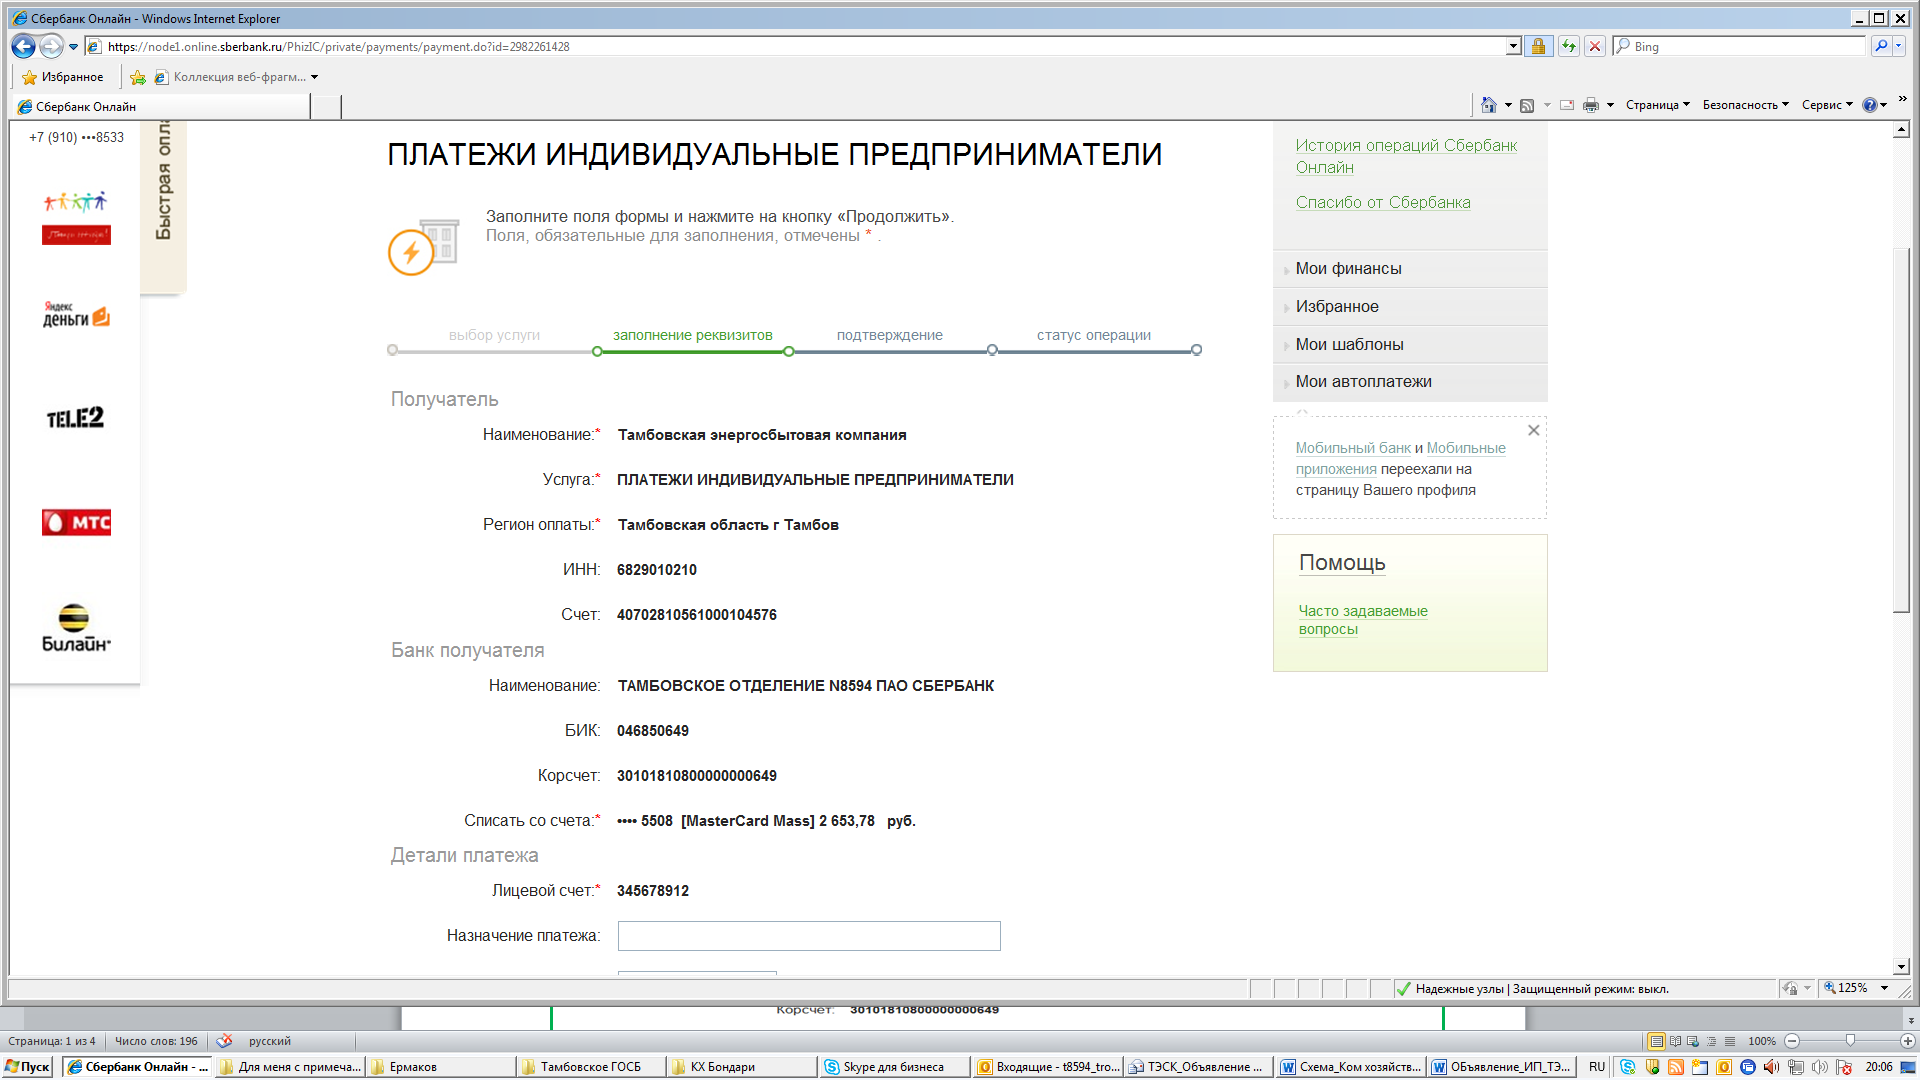 Сбербанк Онлайн - Windows Internet Explorer
https://node1.online.sberbank.ru/PhizIC/private/payments/payment.do?id=2982261428
Bing
Избранное
Коллекция веб-фрагм...
Сбербанк Онлайн
Страница
Безопасность
Сервис
»
+7 (910) •••8533
Быстрая опла
Яндекс
деньги
TELE2
МТС
Билайн
ПЛАТЕЖИ ИНДИВИДУАЛЬНЫЕ ПРЕДПРИНИМАТЕЛИ
Заполните поля формы и нажмите на кнопку «Продолжить».
Поля, обязательные для заполнения, отмечены * .
выбор услуги
заполнение реквизитов
подтверждение
статус операции
Получатель
Наименование:* Тамбовская энергосбытовая компания
Услуга:* ПЛАТЕЖИ ИНДИВИДУАЛЬНЫЕ ПРЕДПРИНИМАТЕЛИ
Регион оплаты:* Тамбовская область г Тамбов
ИНН: 6829010210
Счет: 40702810561000104576
Банк получателя
Наименование: ТАМБОВСКОЕ ОТДЕЛЕНИЕ N8594 ПАО СБЕРБАНК
БИК: 046850649
Корсчет: 30101810800000000649
Списать со счета:* •••• 5508 [MasterCard Mass] 2 653,78 руб.
Детали платежа
Лицевой счет:* 345678912
Назначение платежа:
История операций Сбербанк
Онлайн
Спасибо от Сбербанка
Мои финансы
Избранное
Мои шаблоны
Мои автоплатежи
Мобильный банк и Мобильные
приложения переехали на
страницу Вашего профиля
Помощь
Часто задаваемые
вопросы
Надежные узлы | Защищенный режим: выкл.
125%
Корсчет: 30101810800000000649
Страница: 1 из 4
Число слов: 196
русский
100%
Пуск
Сбербанк Онлайн - ...
Для меня с примеча...
Ермаков
Тамбовское ГОСБ
КХ Бондари
Skype для бизнеса
Входящие - t8594_tro...
ТЭСК_Объявление ...
Схема_Ком хозяйств...
ОБъявление_ИП_ТЭ...
RU
20:06